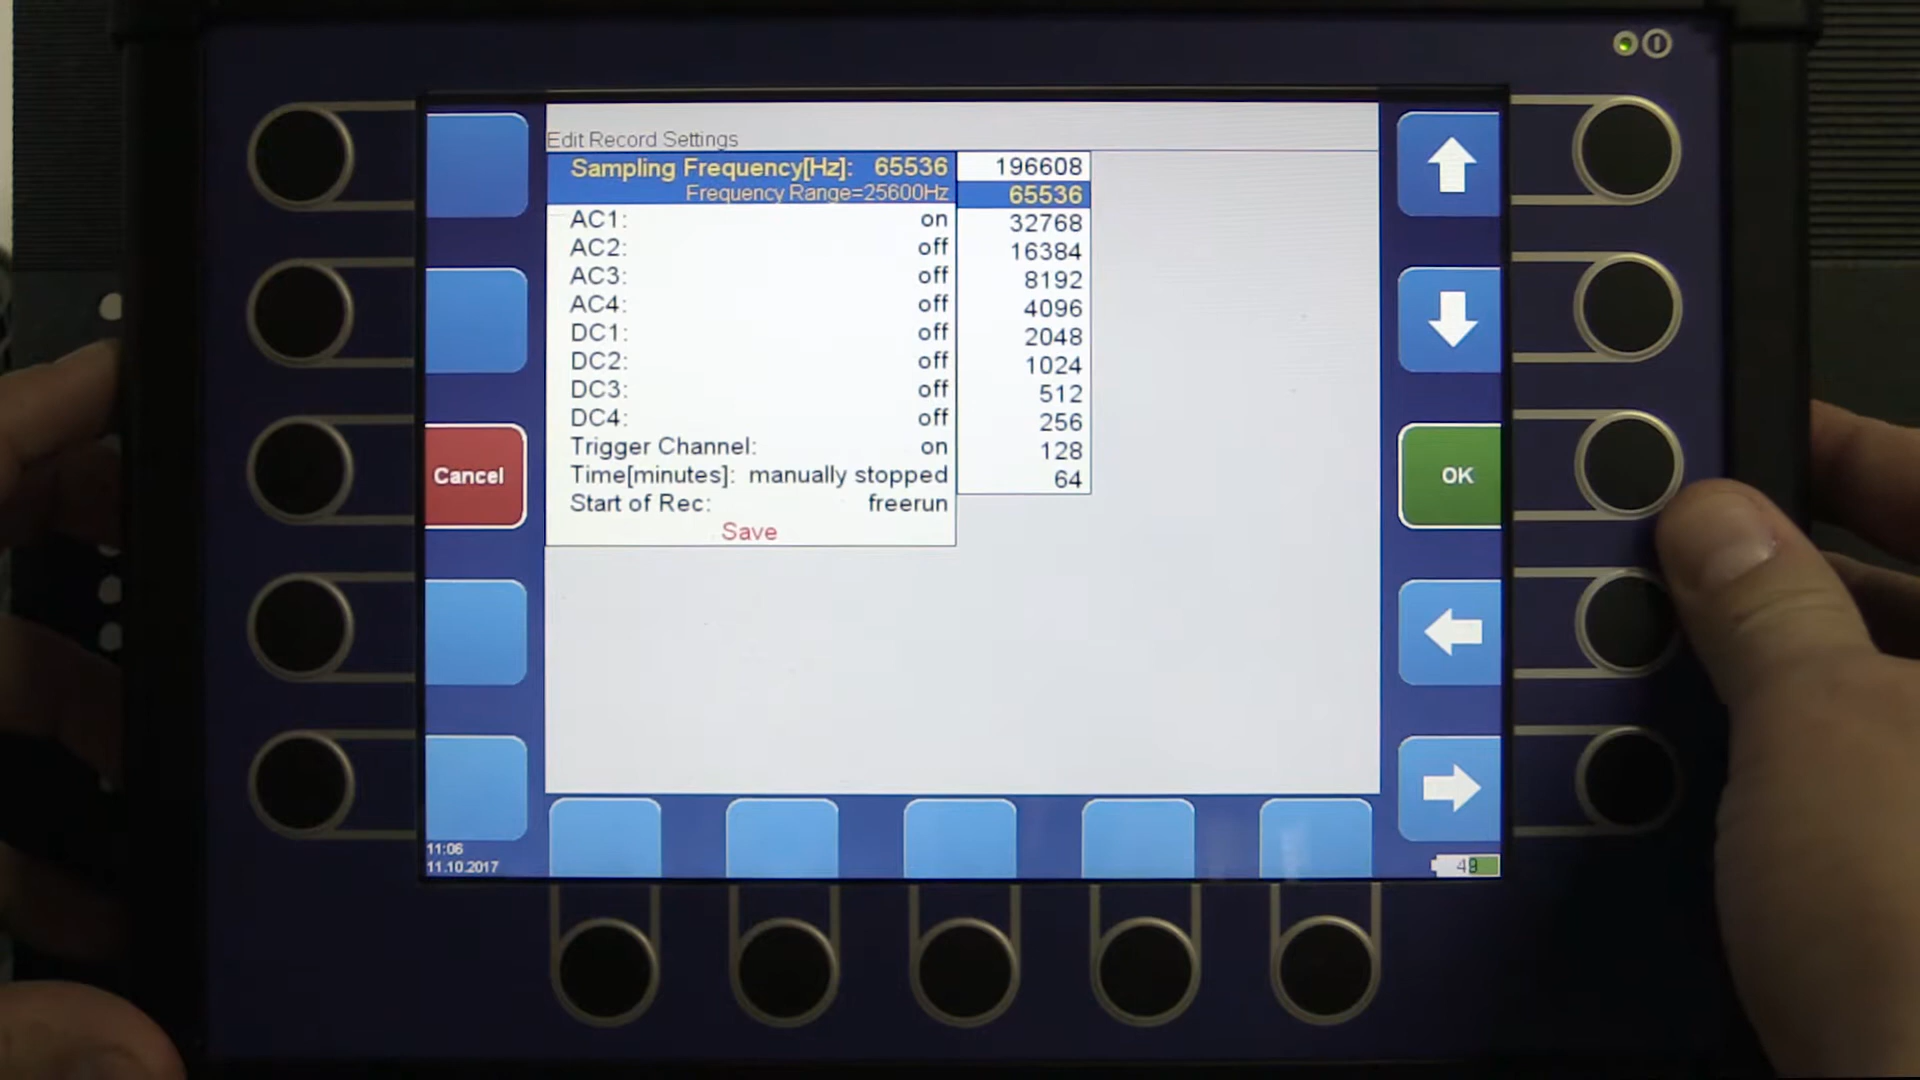 Edit Record Settings
Sampling Frequency[Hz]: 65536
Frequency Range=25600Hz
AC1: on
AC2: off
AC3: off
AC4: off
DC1: off
DC2: off
DC3: off
DC4: off
Trigger Channel: on
Time[minutes]: manually stopped
Start of Rec: freerun
Save
196608
65536
32768
16384
8192
4096
2048
1024
512
256
128
64
Cancel
OK
11:06
11.10.2017
49